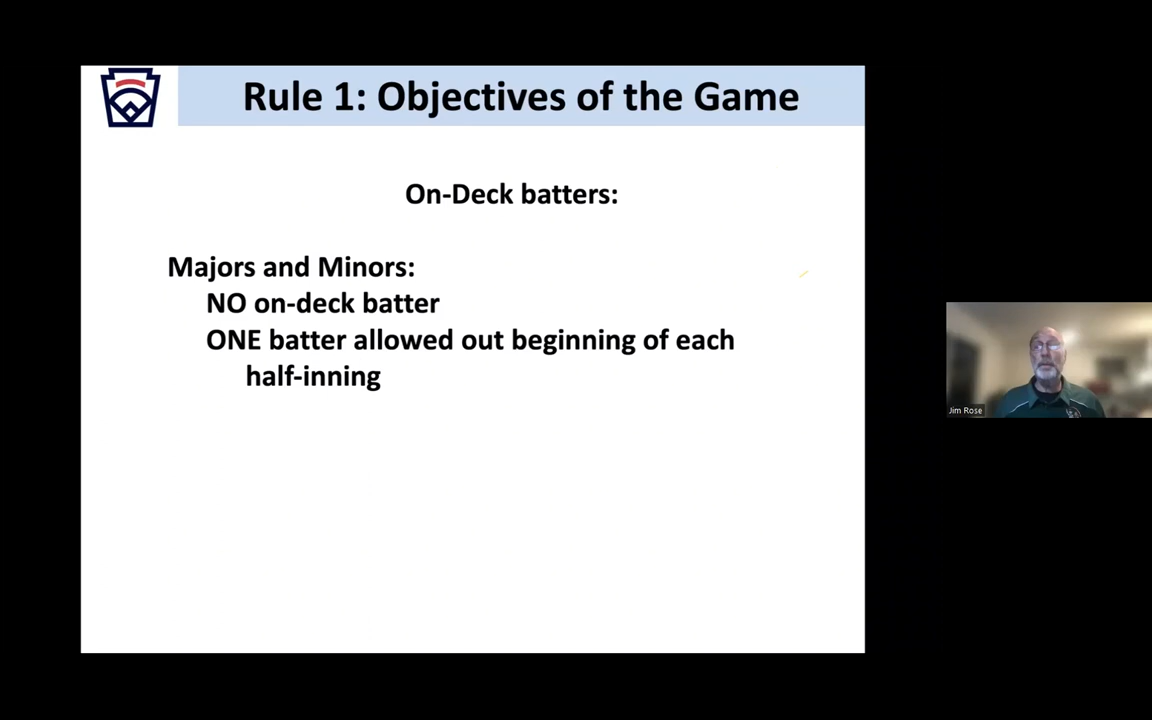 Rule 1: Objectives of the Game
On-Deck batters:
Majors and Minors:
NO on-deck batter
ONE batter allowed out beginning of each
half-inning
Jim Rose